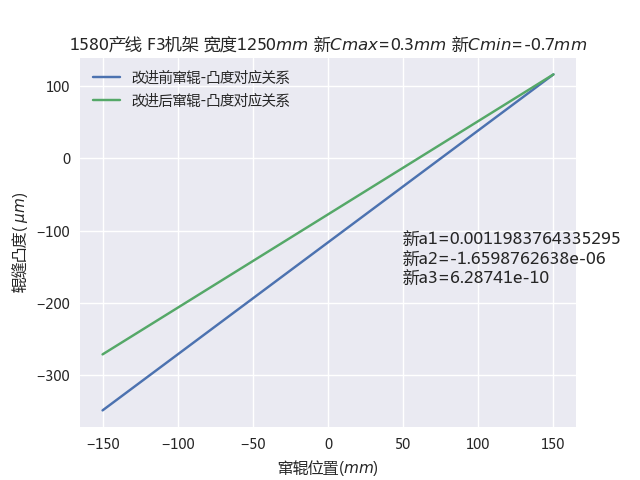 1580产线 F3机架 宽度1250mm 新Cmax=0.3mm 新Cmin=-0.7mm
改进前窜辊-凸度对应关系
改进后窜辊-凸度对应关系
100
0
−100
−200
−300
辊缝凸度( μm)
新a1=0.0011983764335295
新a2=-1.6598762638e-06
新a3=6.28741e-10
−150
−100
−50
0
50
100
150
窜辊位置(mm)